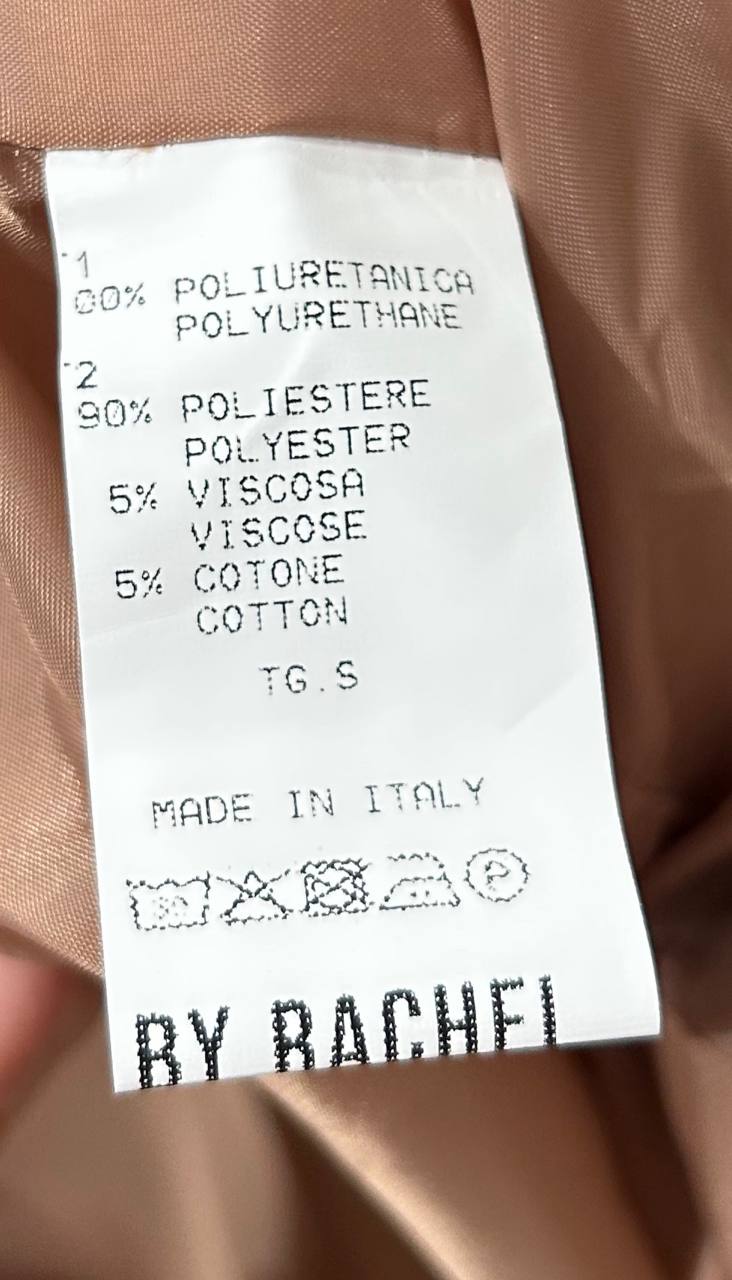 *1
00% POLIURETANICA
POLYURETHANE
*2
90% POLIESTERE
POLYESTER
5% VISCOSA
VISCOSE
5% COTONE
COTTON
TG.S
MADE IN ITALY
P
BY RACHEL